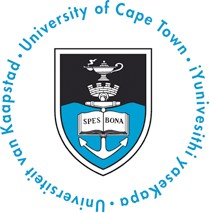 University of Cape Town · iYunivesithi yaseKapa · Universiteit van Kaapstad ·
SPES BONA